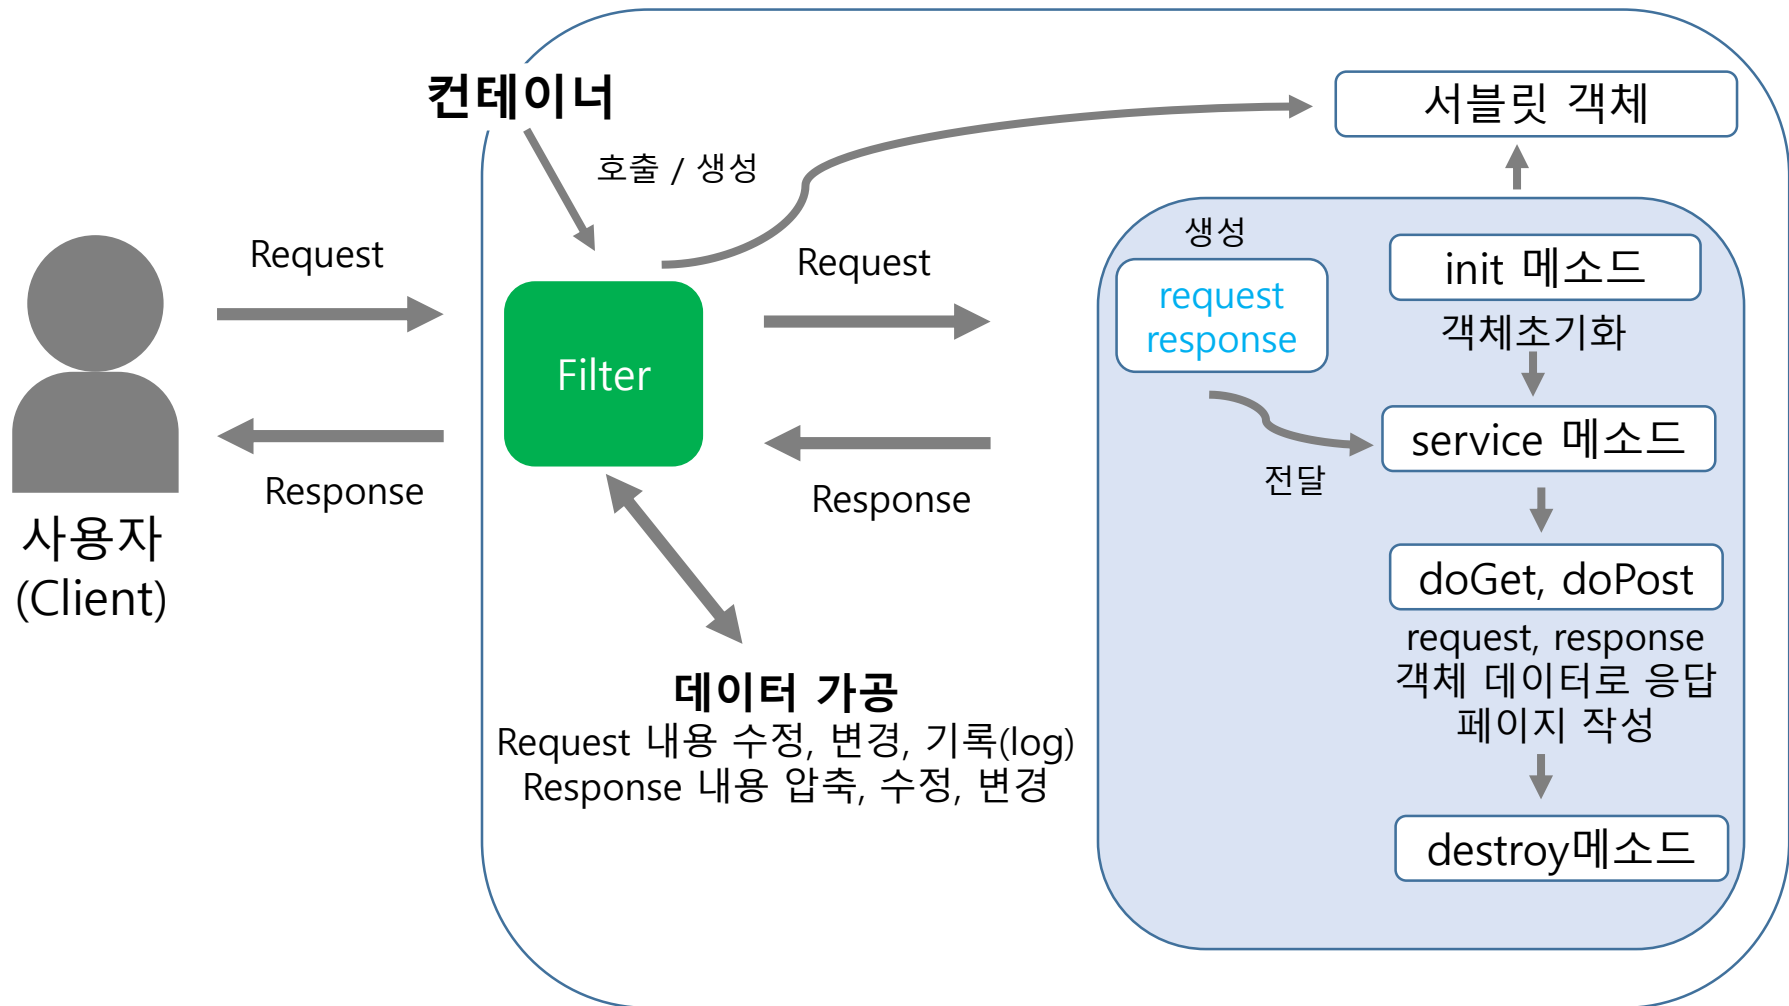 컨테이너
호출 / 생성
서블릿 객체
Request
Request
생성
request
response
init 메소드
객체초기화
Filter
service 메소드
전달
Response
Response
사용자
(Client)
doGet, doPost
request, response
객체 데이터로 응답
페이지 작성
데이터 가공
Request 내용 수정, 변경, 기록(log)
Response 내용 압축, 수정, 변경
destroy메소드